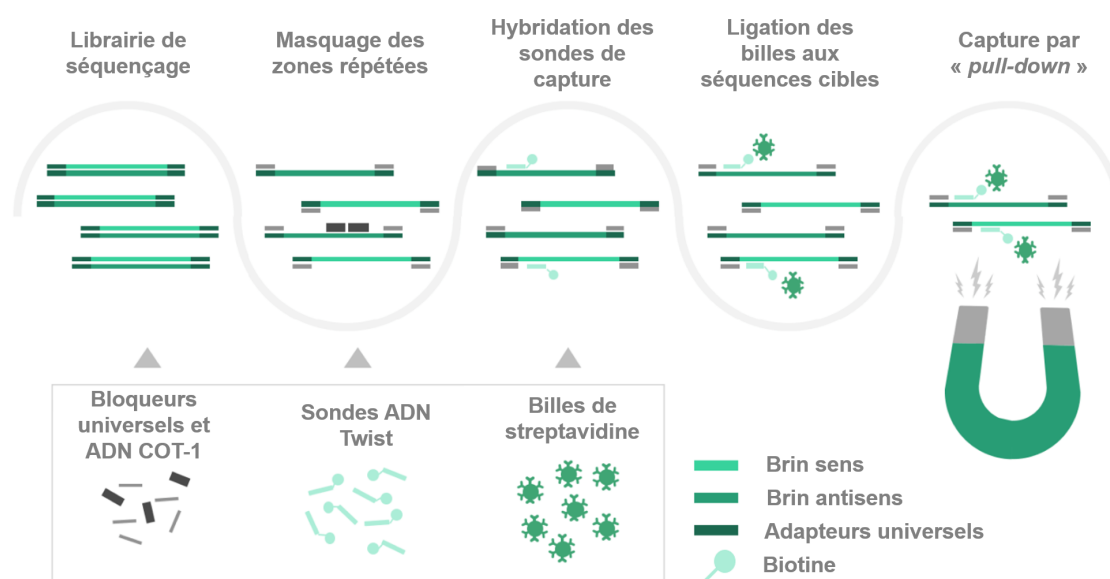 Librairie de
séquençage
Masquage des
zones répétées
Hybridation des
sondes de
capture
Ligation des
billes aux
séquences cibles
Capture par
« pull-down »
Bloqueurs
universels et
ADN COT-1
Sondes ADN
Twist
Billes de
streptavidine
Brin sens
Brin antisens
Adapteurs universels
Biotine